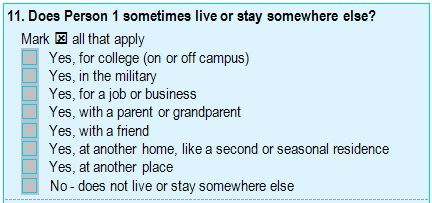 11. Does Person 1 sometimes live or stay somewhere else?
Mark ☒ all that apply
Yes, for college (on or off campus)
Yes, in the military
Yes, for a job or business
Yes, with a parent or grandparent
Yes, with a friend
Yes, at another home, like a second or seasonal residence
Yes, at another place
No - does not live or stay somewhere else